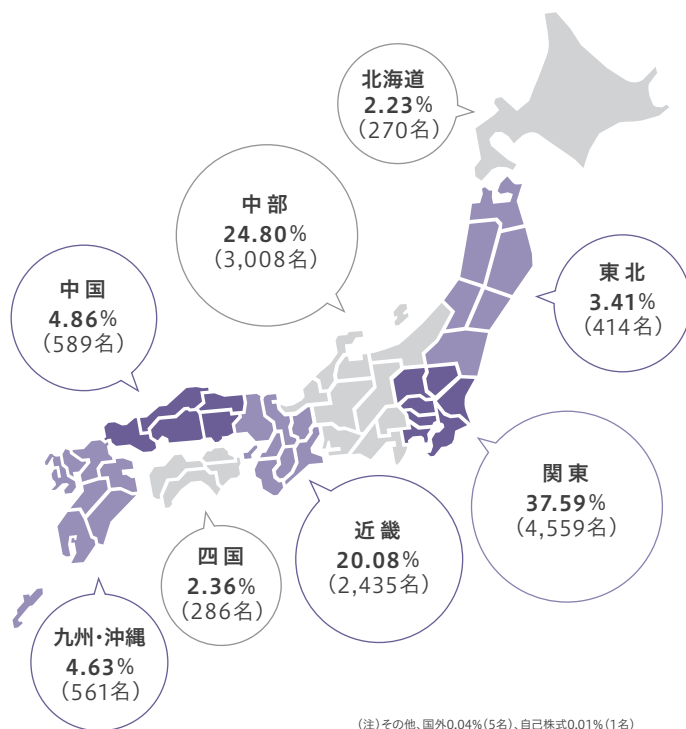 北海道
2.23%
(270名)
中部
24.80%
(3,008名)
東北
3.41%
(414名)
中国
4.86%
(589名)
関東
37.59%
(4,559名)
近畿
20.08%
(2,435名)
四国
2.36%
(286名)
九州・沖縄
4.63%
(561名)
(注)その他、国外0.04%(5名)、自己株式0.01%(1名)